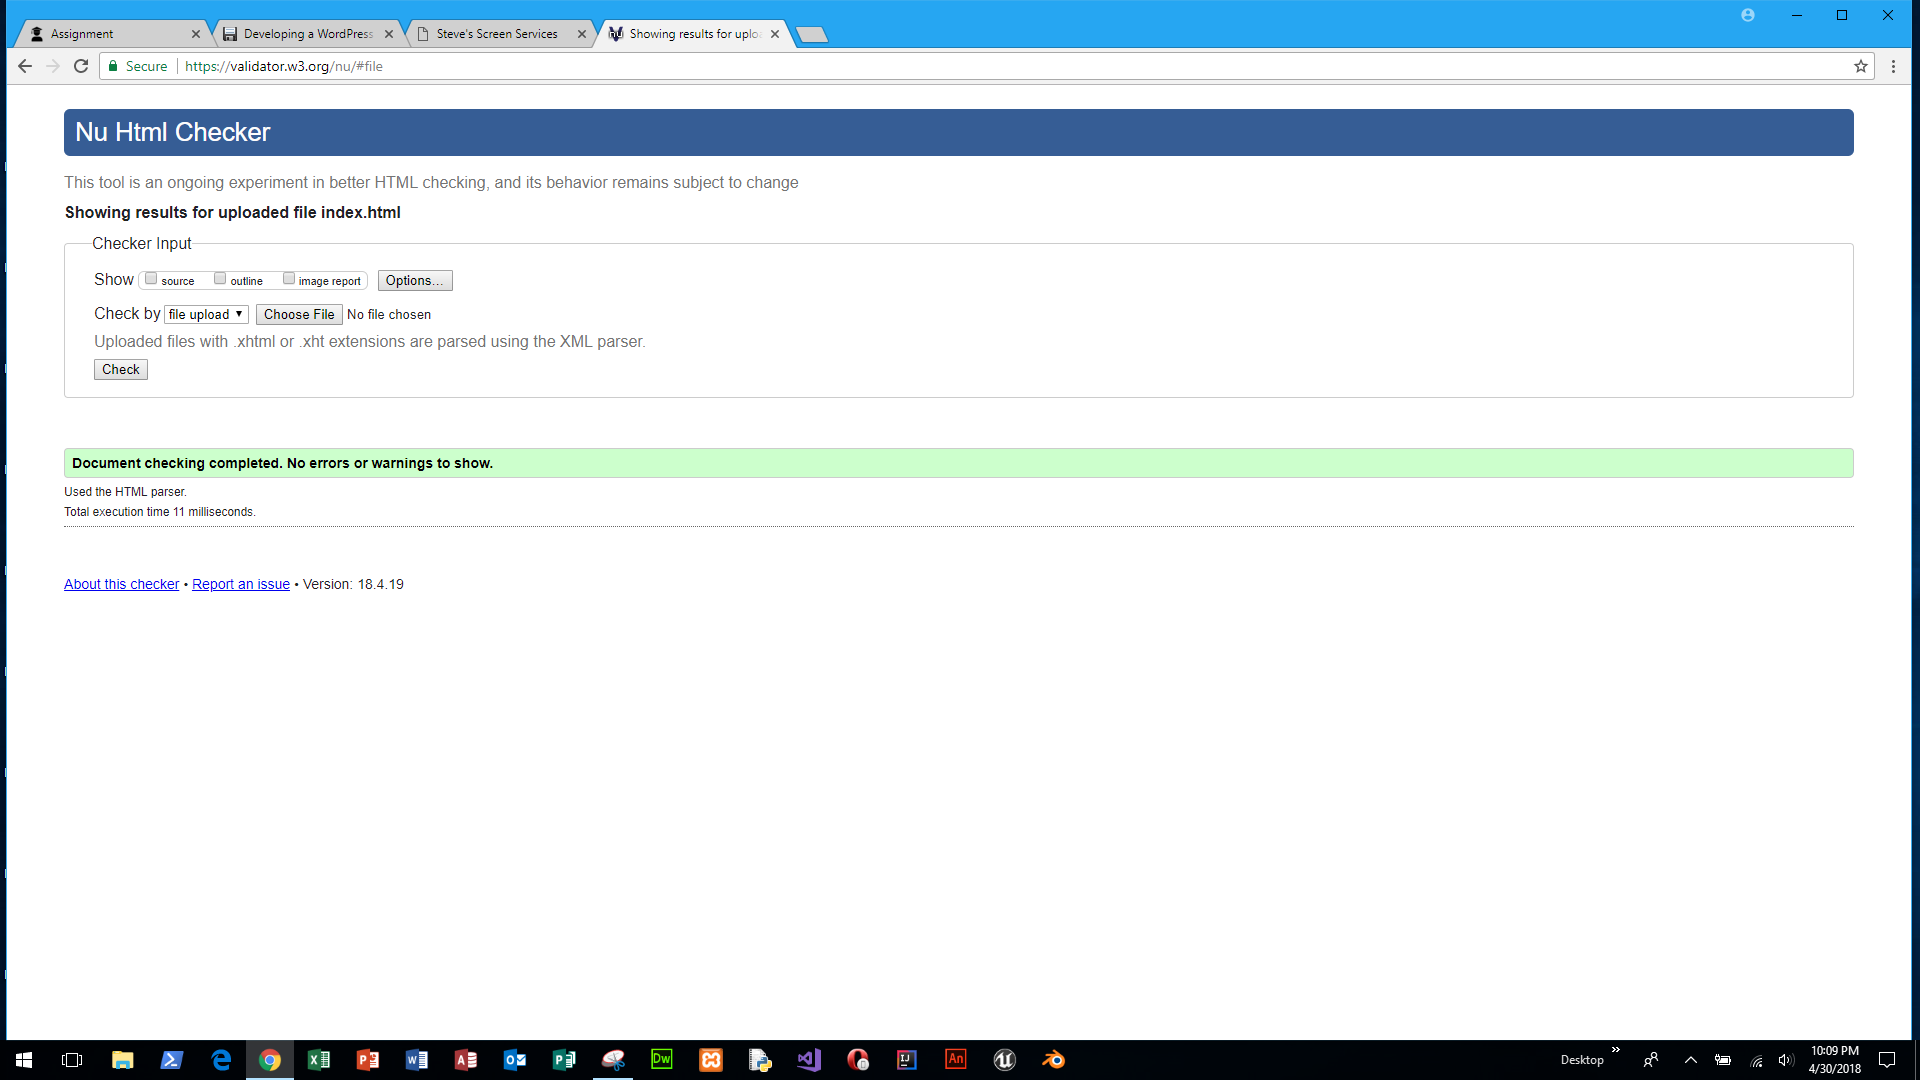 Assignment
Developing a WordPress
Steve's Screen Services
Showing results for uplo
Secure https://validator.w3.org/nu/#file
Nu Html Checker
This tool is an ongoing experiment in better HTML checking, and its behavior remains subject to change
Showing results for uploaded file index.html
Checker Input
Show source outline image report Options...
Check by file upload Choose File No file chosen
Uploaded files with .xhtml or .xht extensions are parsed using the XML parser.
Check
Document checking completed. No errors or warnings to show.
Used the HTML parser.
Total execution time 11 milliseconds.
About this checker • Report an issue • Version: 18.4.19
Desktop
10:09 PM
4/30/2018